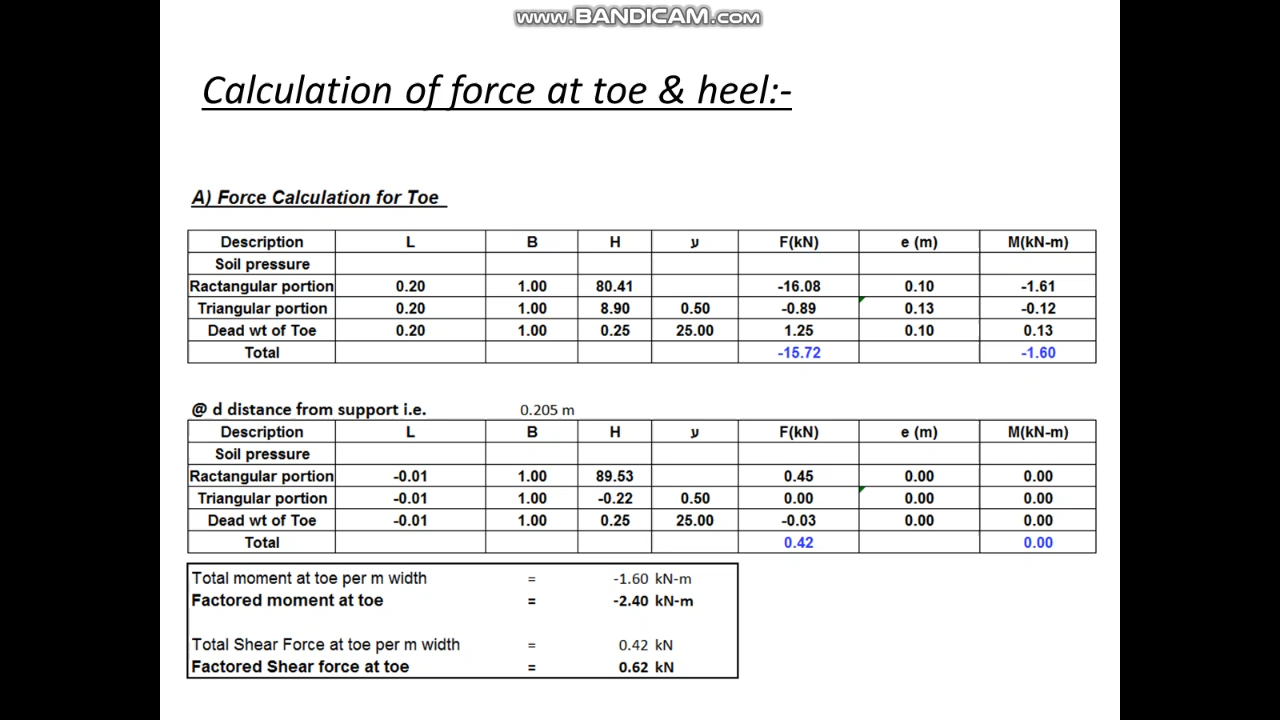 www.BANDICAM.com
Calculation of force at toe & heel:-
A) Force Calculation for Toe
Description L B H ע F(kN) e (m) M(kN-m)
Soil pressure
Ractangular portion 0.20 1.00 80.41 -16.08 0.10 -1.61
Triangular portion 0.20 1.00 8.90 0.50 -0.89 0.13 -0.12
Dead wt of Toe 0.20 1.00 0.25 25.00 1.25 0.10 0.13
Total -15.72 -1.60
@ d distance from support i.e. 0.205 m
Description L B H ע F(kN) e (m) M(kN-m)
Soil pressure
Ractangular portion -0.01 1.00 89.53 0.45 0.00 0.00
Triangular portion -0.01 1.00 -0.22 0.50 0.00 0.00 0.00
Dead wt of Toe -0.01 1.00 0.25 25.00 -0.03 0.00 0.00
Total 0.42 0.00
Total moment at toe per m width = -1.60 kN-m
Factored moment at toe = -2.40 kN-m
Total Shear Force at toe per m width = 0.42 kN
Factored Shear force at toe = 0.62 kN